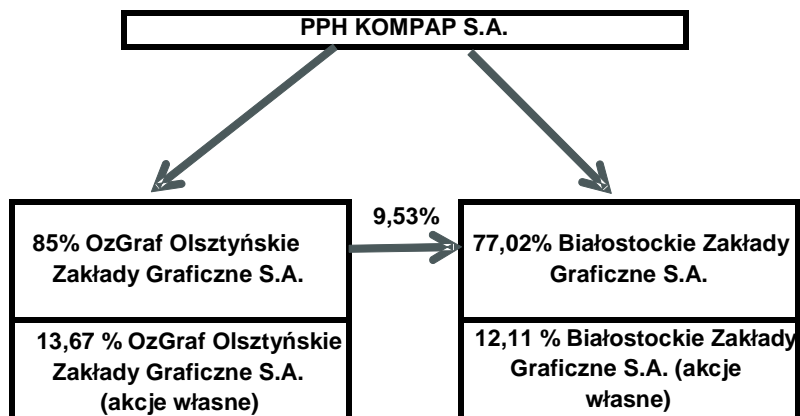 PPH KOMPAP S.A.
9,53%
85% OzGraf Olsztyńskie
Zakłady Graficzne S.A.
77,02% Białostockie Zakłady
Graficzne S.A.
13,67 % OzGraf Olsztyńskie
Zakłady Graficzne S.A.
(akcje własne)
12,11 % Białostockie Zakłady
Graficzne S.A. (akcje
własne)